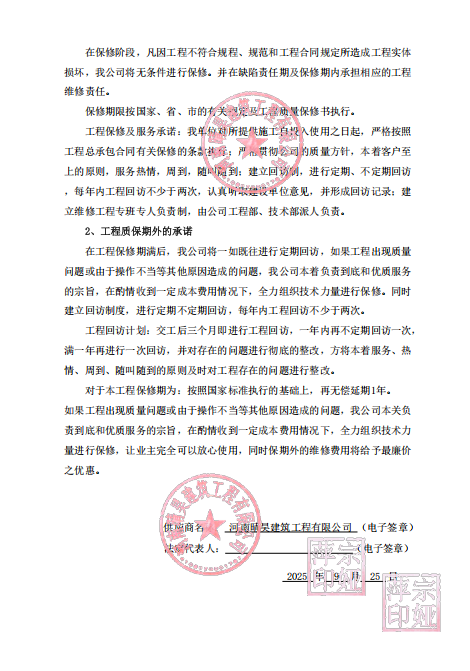 在保修阶段，凡因工程不符合规程、规范和工程合同规定所造成工程实体
损坏，我公司将无条件进行保修。并在缺陷责任期及保修期内承担相应的工程
维修责任。
保修期限按国家、省、市的有关规定及工程质量保修书执行。
工程保修及服务承诺：我单位对所提供施工自投入使用之日起，严格按照
工程总承包合同有关保修的条款执行；严格贯彻公司的质量方针，本着客户至
上的原则，服务热情，周到，随叫随到；建立回访制，进行定期、不定期回访
，每年内工程回访不少于两次，认真听取建设单位意见，并形成回访记录；建
立维修工程专班专人负责制，由公司工程部、技术部派人负责。
2、工程质保期外的承诺
在工程保修期满后，我公司将一如既往进行定期回访，如果工程出现质量
问题或由于操作不当等其他原因造成的问题，我公司本着负责到底和优质服务
的宗旨，在酌情收到一定成本费用情况下，全力组织技术力量进行保修。同时
建立回访制度，进行定期不定期回访，每年内工程回访不少于两次。
工程回访计划：交工后三个月即进行工程回访，一年内再不定期回访一次，
满一年再进行一次回访，并对存在的问题进行彻底的整改，方将本着服务、热
情、周到、随叫随到的原则及时对工程存在的问题进行整改。
对于本工程保修期为：按照国家标准执行的基础上，再无偿延期1年。
如果工程出现质量问题或由于操作不当等其他原因造成的问题，我公司本关负
责到底和优质服务的宗旨，在酌情收到一定成本费用情况下，全力组织技术力
量进行保修，让业主完全可以放心使用，同时保期外的维修费用将给予最廉价
之优惠。
供应商名 河南 昊建筑工程有限公司 （电子签章）
法定代表人： （电子签章）
2025 年 9 月 25 日